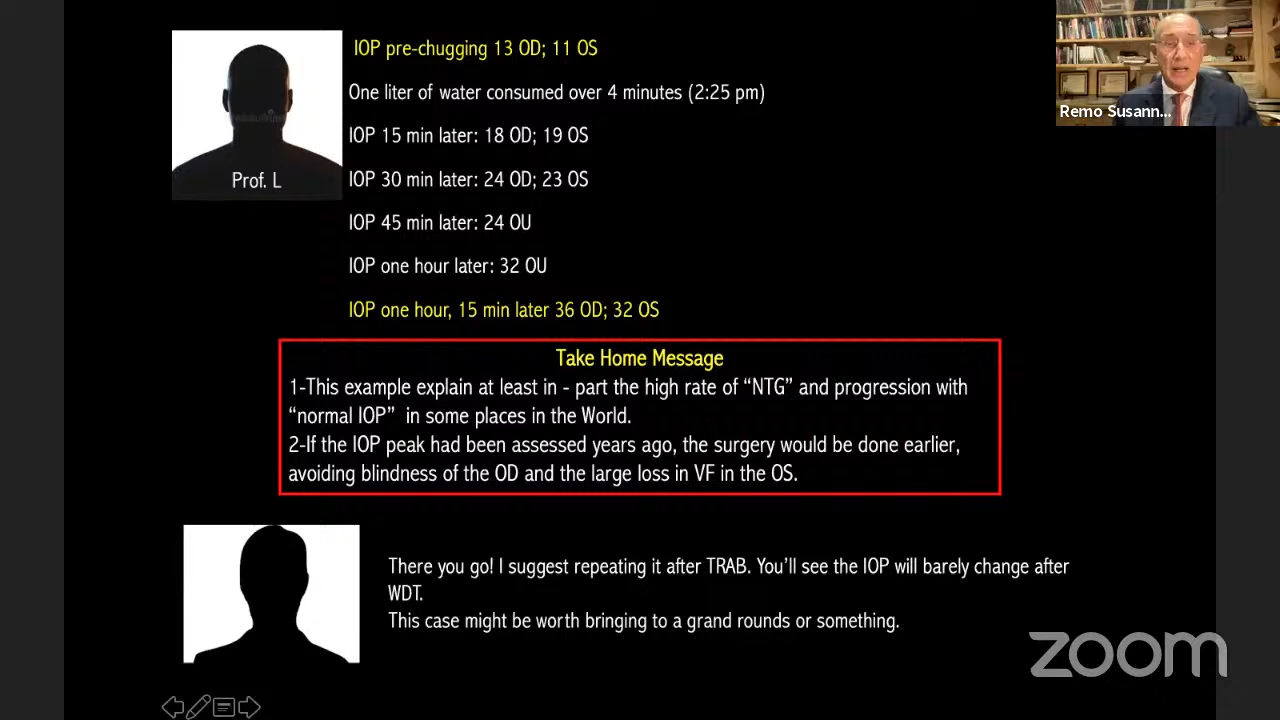 IOP pre-chugging 13 OD; 11 OS
One liter of water consumed over 4 minutes (2:25 pm)
Remo Susann...
IOP 15 min later: 18 OD; 19 OS
Prof. L
IOP 30 min later: 24 OD; 23 OS
IOP 45 min later: 24 OU
IOP one hour later: 32 OU
IOP one hour, 15 min later 36 OD; 32 OS
Take Home Message
1-This example explain at least in - part the high rate of “NTG” and progression with
“normal IOP” in some places in the World.
2-If the IOP peak had been assessed years ago, the surgery would be done earlier,
avoiding blindness of the OD and the large loss in VF in the OS.
There you go! I suggest repeating it after TRAB. You’ll see the IOP will barely change after
WDT.
This case might be worth bringing to a grand rounds or something.
zoom